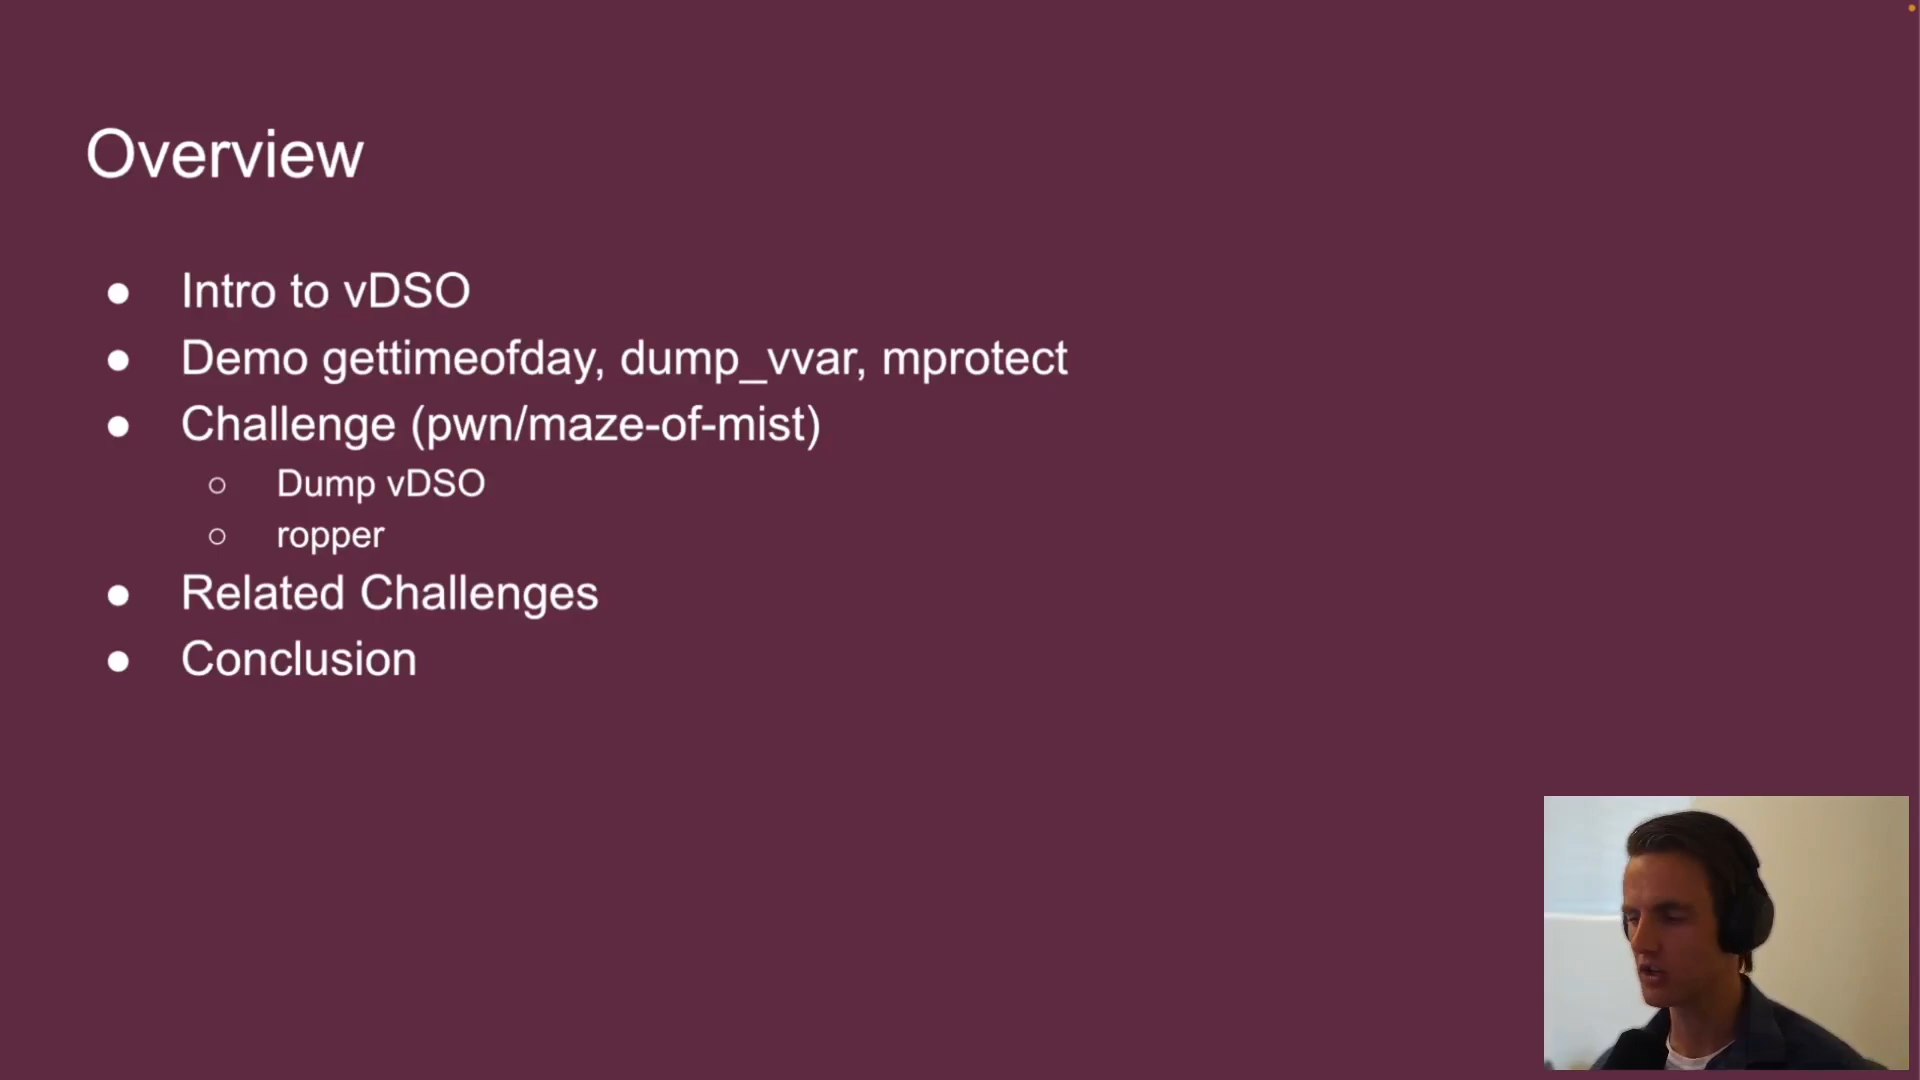 Overview
Intro to vDSO
Demo gettimeofday, dump_vvar, mprotect
Challenge (pwn/maze-of-mist)
Dump vDSO
ropper
Related Challenges
Conclusion